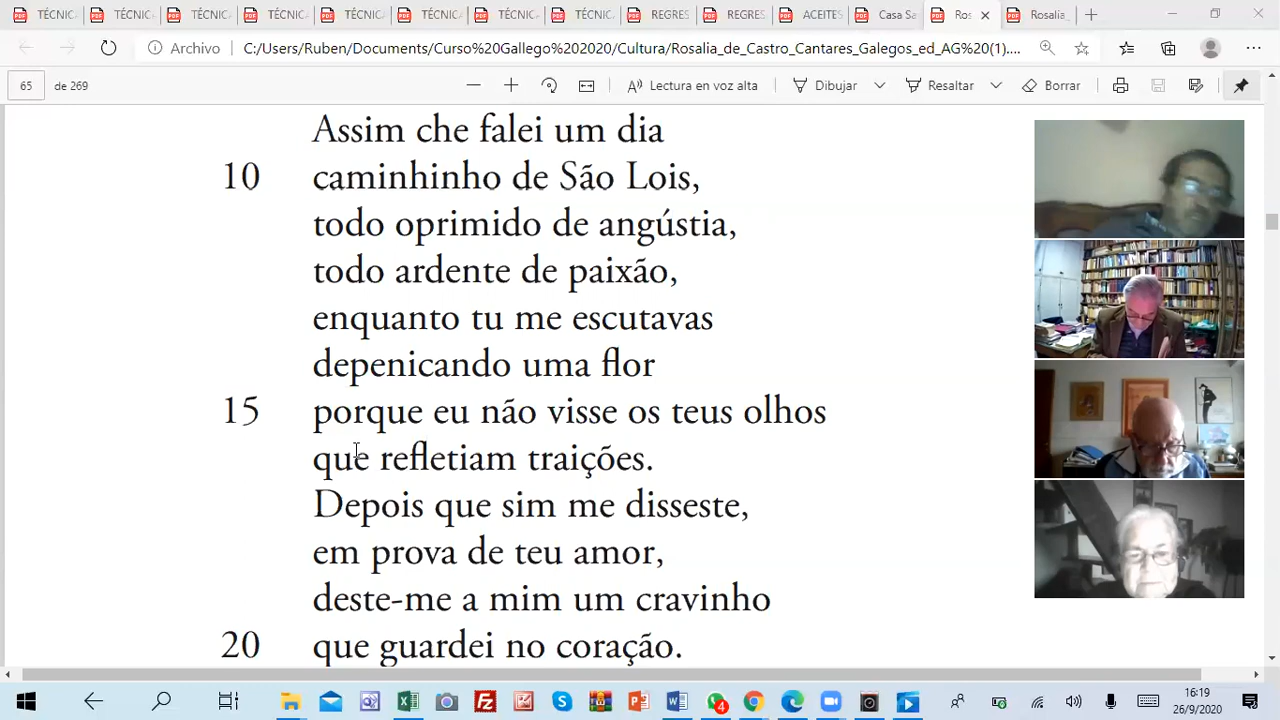 TÉCNIC
TÉCNIC
TÉCNIC
TÉCNIC
TÉCNIC
TÉCNIC
TÉCNIC
TÉCNIC
REGRES
REGRES
ACEITES
Casa Sa
Ros
Rosalia_
Archivo
C:/Users/Ruben/Documents/Curso%20Gallego%202020/Cultura/Rosalia_de_Castro_Cantares_Galegos_ed_AG%20(1)....
65 de 269
Lectura en voz alta
Dibujar
Resaltar
Borrar
Assim che falei um dia
10 caminhinho de São Lois,
todo oprimido de angústia,
todo ardente de paixão,
enquanto tu me escutavas
depenicando uma flor
15 porque eu não visse os teus olhos
que refletiam traições.
Depois que sim me disseste,
em prova de teu amor,
deste-me a mim um cravinho
20 que guardei no coração.
4
16:19
26/9/2020